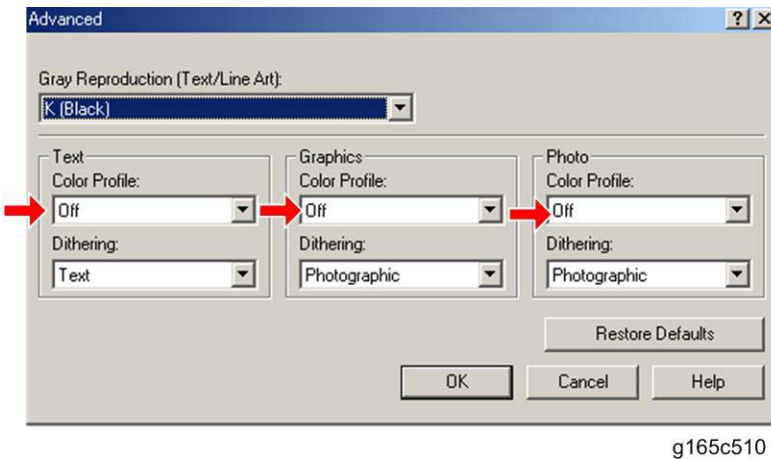 Advanced
Gray Reproduction (Text/Line Art):
K (Black)
Text
Color Profile:
Off
Dithering:
Text
Graphics
Color Profile:
Off
Dithering:
Photographic
Photo
Color Profile:
Off
Dithering:
Photographic
Restore Defaults
OK
Cancel
Help
g165c510